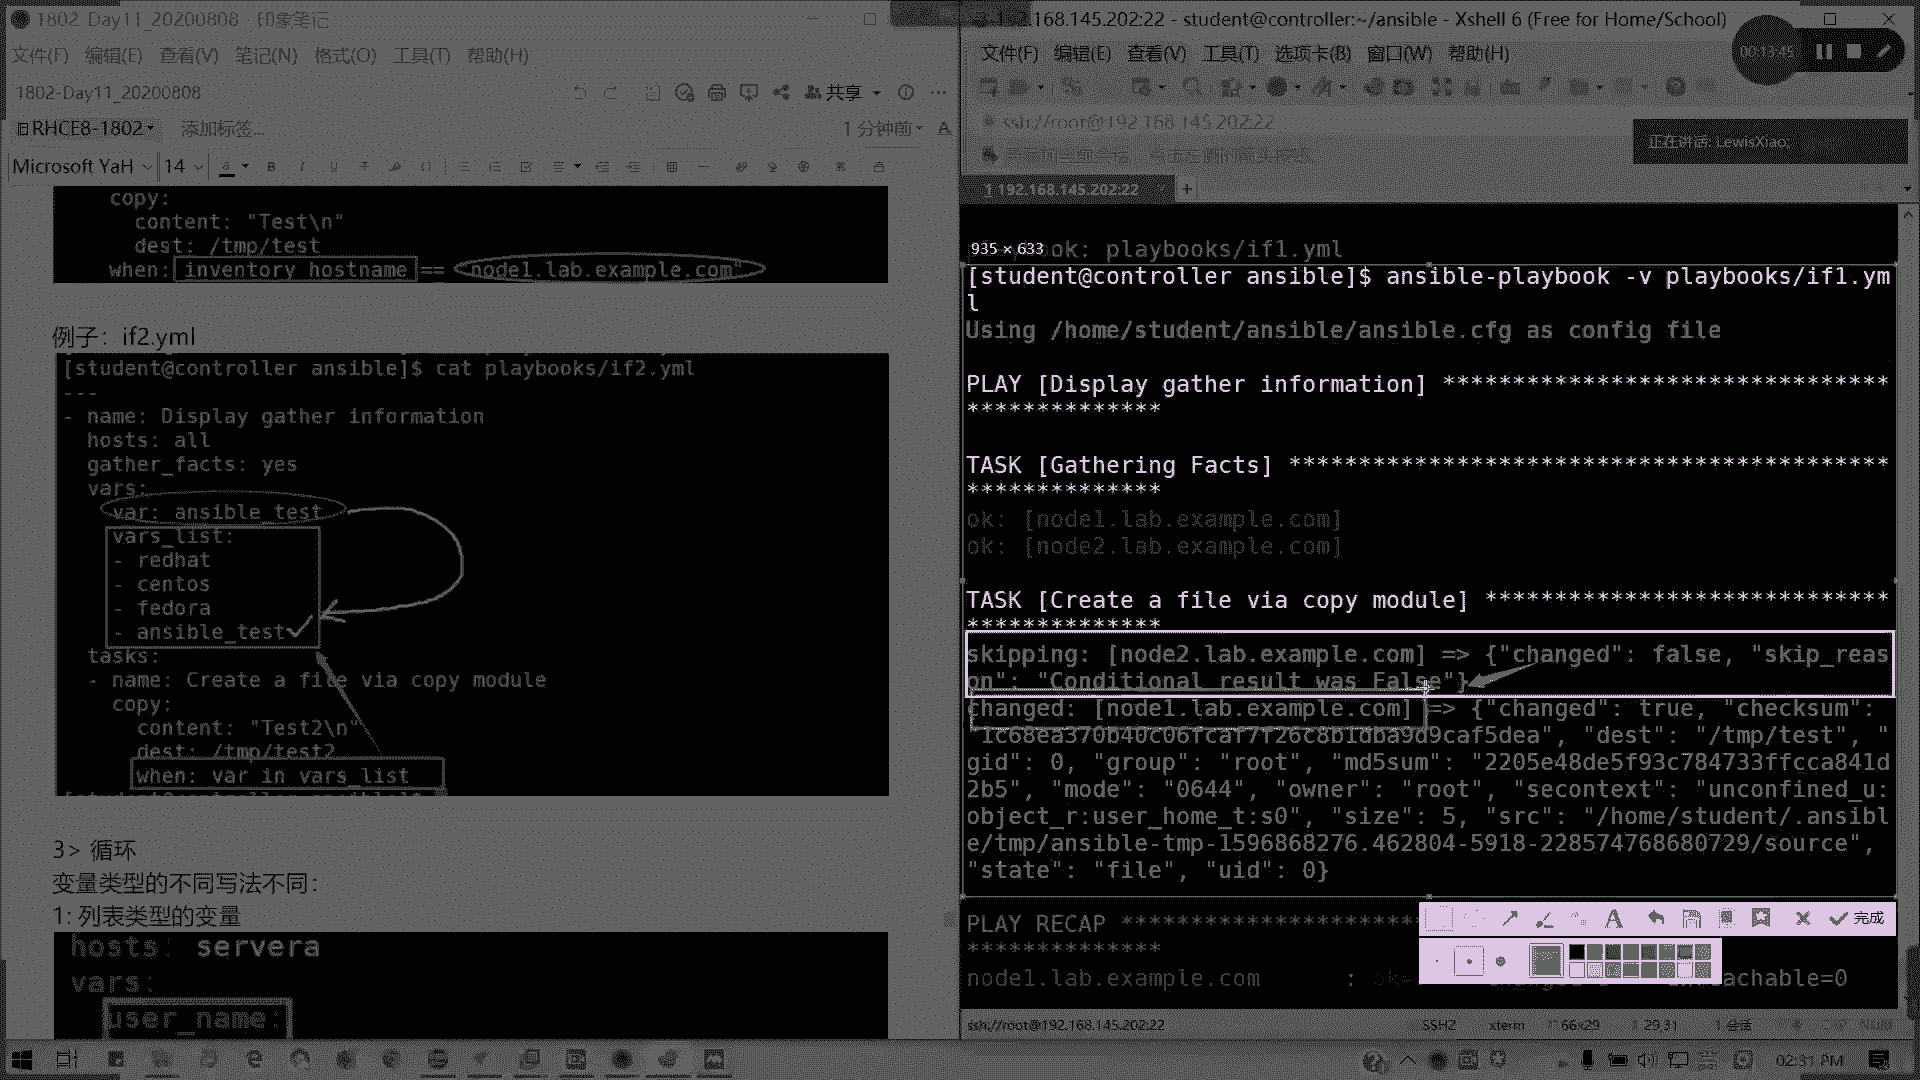 1802_Day11_20200808 - 印象笔记
文件(F) 编辑(E) 查看(V) 笔记(N) 格式(O) 工具(T) 帮助(H)
1802-Day11_20200808
共享
RHCE8-1802
添加标签...
1 分钟前
Microsoft YaH
14
copy:
content: "Test\n"
dest: /tmp/test
when: inventory_hostname == "node1.lab.example.com"
例子：if2.yml
[student@controller ansible]$ cat playbooks/if2.yml
---
- name: Display gather information
hosts: all
gather_facts: yes
vars:
var: ansible_test
vars_list:
- redhat
- centos
- fedora
- ansible_test
tasks:
- name: Create a file via copy module
copy:
content: "Test2\n"
dest: /tmp/test2
when: var in vars_list
3> 循环
变量类型的不同写法不同：
1: 列表类型的变量
hosts: servera
vars:
user_name:
192.168.145.202:22 - student@controller:~/ansible - Xshell 6 (Free for Home/School)
文件(F) 编辑(E) 查看(V) 工具(T) 选项卡(B) 窗口(W) 帮助(H)
00:13:45
ssh://root@192.168.145.202:22
正在讲话: LewisXiao;
1 192.168.145.202:22
935 × 633
ok: playbooks/if1.yml
[student@controller ansible]$ ansible-playbook -v playbooks/if1.ym
l
Using /home/student/ansible/ansible.cfg as config file
PLAY [Display gather information] ********************************
**************
TASK [Gathering Facts] *******************************************
**************
ok: [node1.lab.example.com]
ok: [node2.lab.example.com]
TASK [Create a file via copy module] *****************************
**************
skipping: [node2.lab.example.com] => {"changed": false, "skip_reas
on": "Conditional result was False"}
changed: [node1.lab.example.com] => {"changed": true, "checksum":
"1c68ea370b40c06fcaf7f26c8b1dba9d9caf5dea", "dest": "/tmp/test", "
gid": 0, "group": "root", "md5sum": "2205e48de5f93c784733ffcca841d
2b5", "mode": "0644", "owner": "root", "secontext": "unconfined_u:
object_r:user_home_t:s0", "size": 5, "src": "/home/student/.ansibl
e/tmp/ansible-tmp-1596868276.462804-5918-228574768680729/source",
"state": "file", "uid": 0}
完成
PLAY RECAP **********************
**************
node1.lab.example.com :
unreachable=0
ssh://root@192.168.145.202:22
SSH2
xterm
66x29
29,31
1 会话
02:31 PM